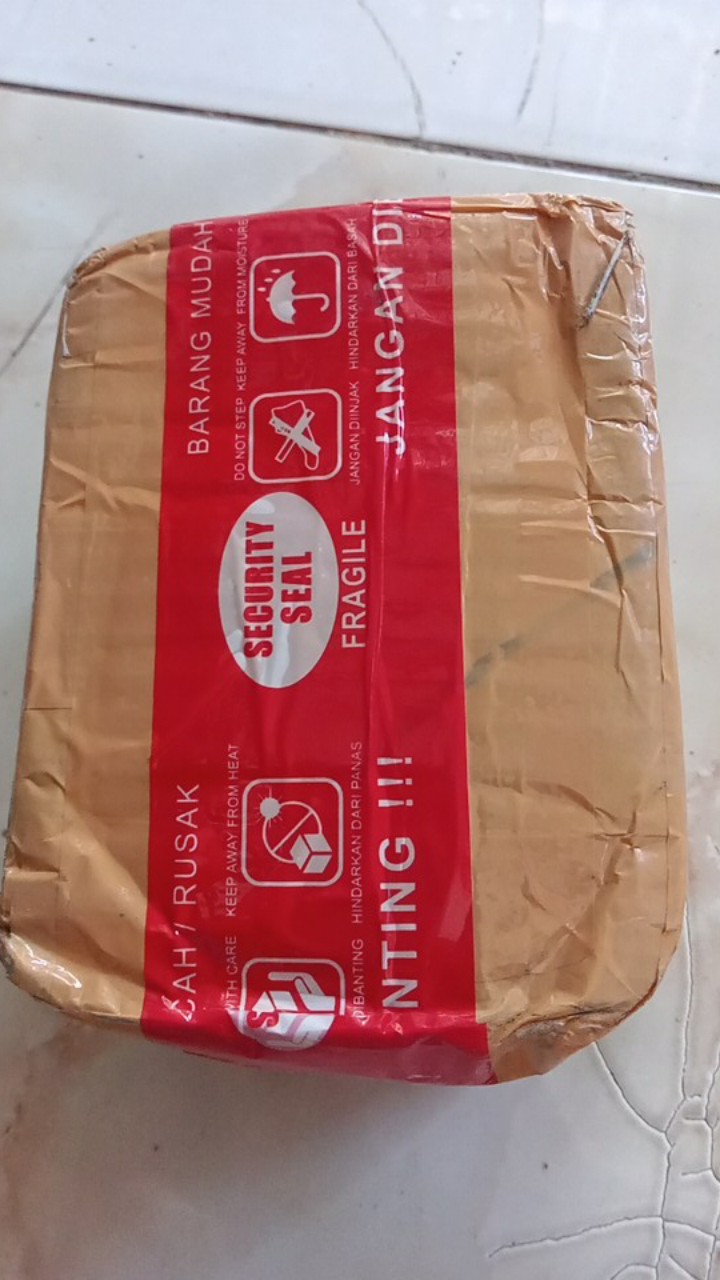 BARANG MUDAH
KEEP AWAY FROM MOISTURE
HINDARKAN DARI BASAH
JANGAN DI
DO NOT STEP
JANGAN DIINJAK
SECURITY
SEAL
FRAGILE
CAH / RUSAK
KEEP AWAY FROM HEAT
HINDARKAN DARI PANAS
NTING !!!
WITH CARE
DIBANTING